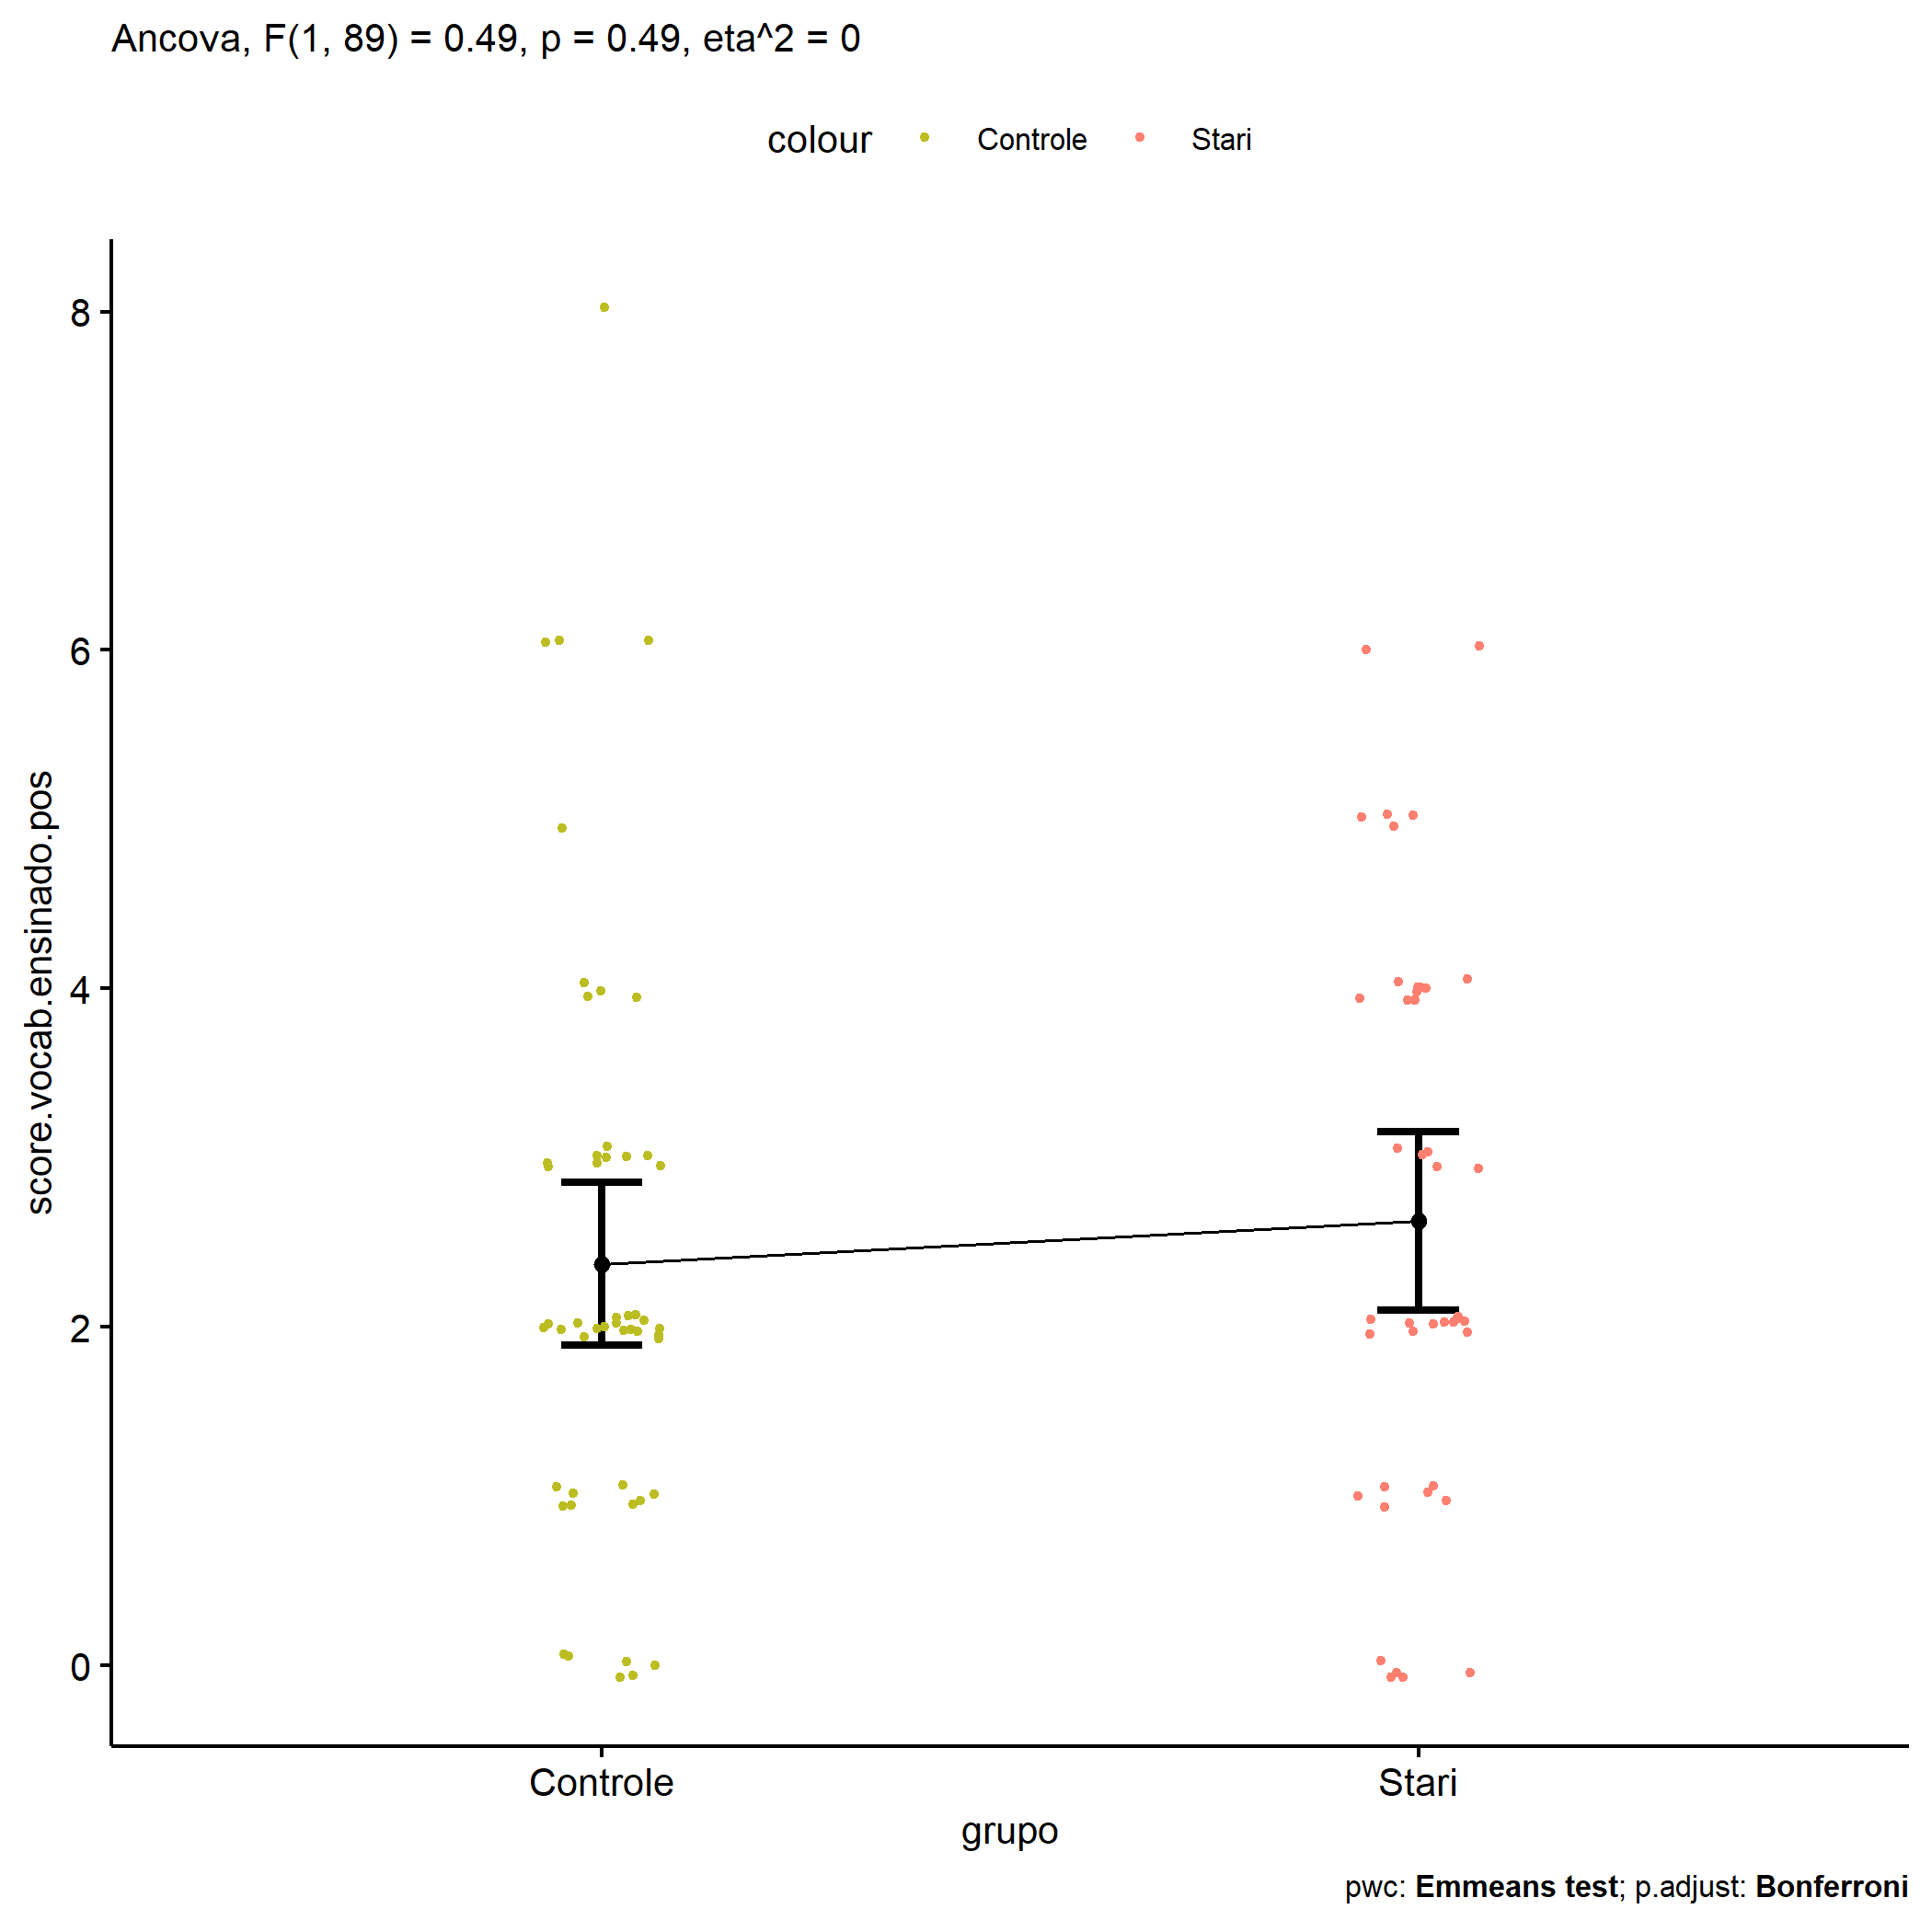 Ancova, F(1, 89) = 0.49, p = 0.49, eta^2 = 0
colour Controle Stari
score.vocab.ensinado.pos
8
6
4
2
0
Controle Stari
grupo
pwc: Emmeans test; p.adjust: Bonferroni